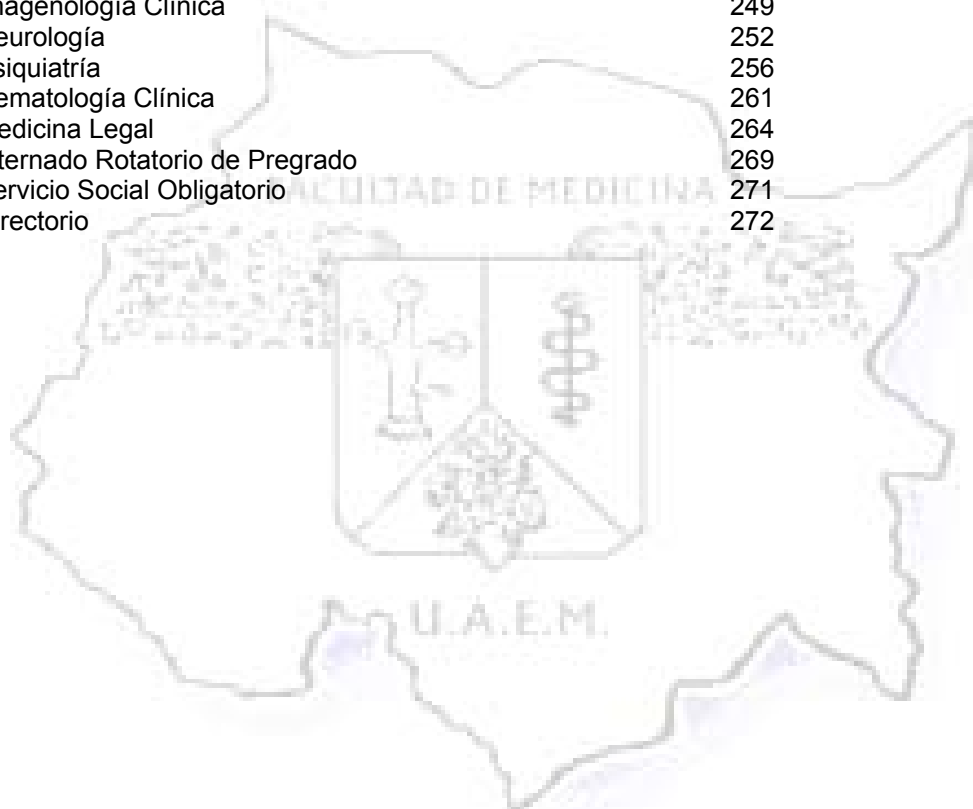 nagenología Clínica 249
eurología 252
siquiatría 256
ematología Clínica 261
edicina Legal 264
ternado Rotatorio de Pregrado 269
ervicio Social Obligatorio 271
rectorio 272
FACULTAD DE MEDICINA
U.A.E.M.